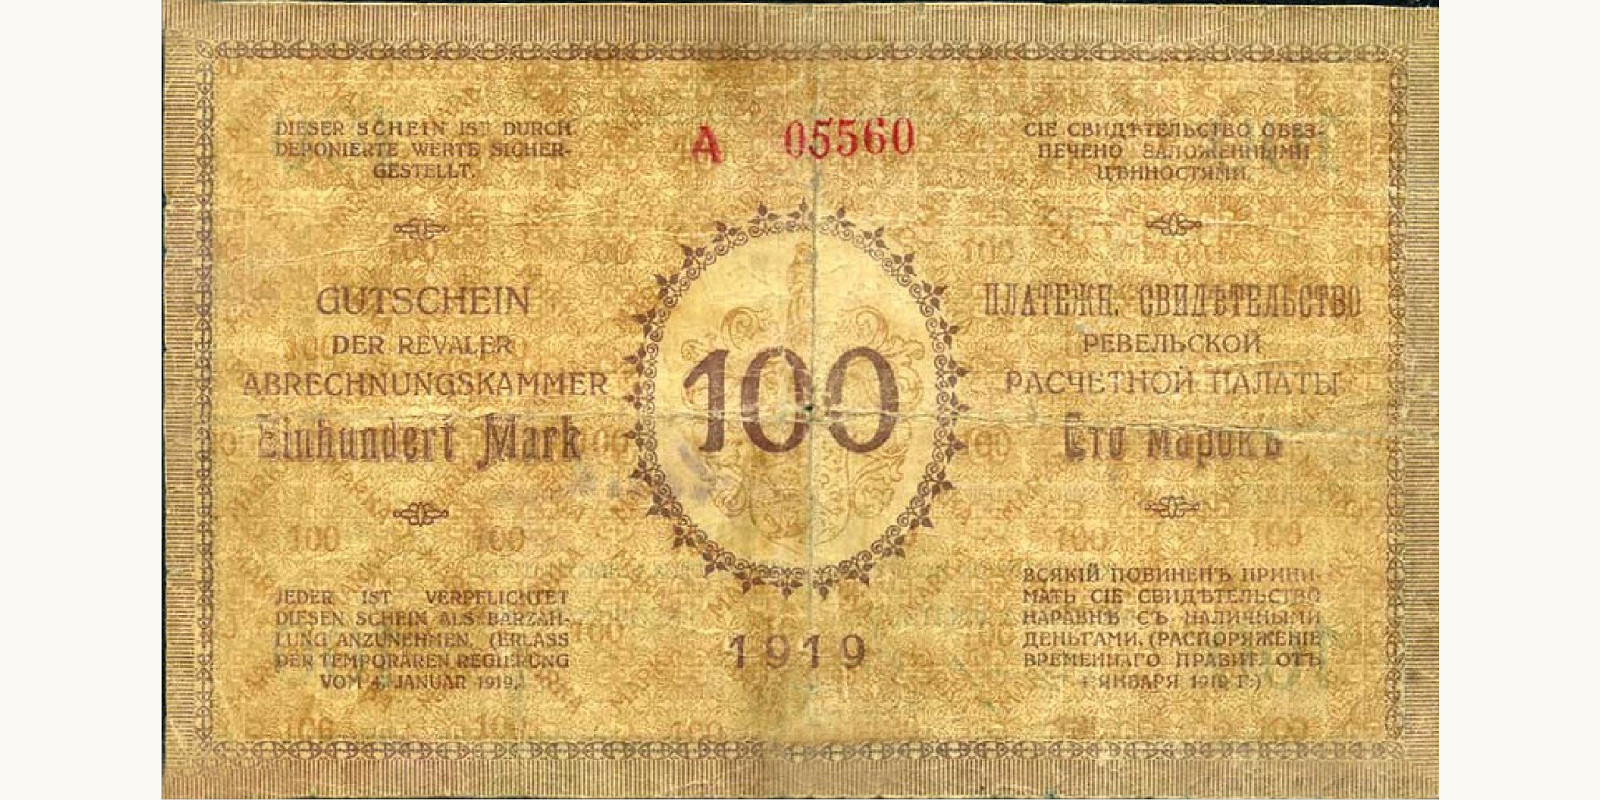 DIESER SCHEIN IST DURCH
DEPONIERTE WERTE SICHER-
GESTELLT.
A 05560
СІЕ СВИДѢТЕЛЬСТВО ОБЕЗ-
ПЕЧЕНО ЗАЛОЖЕННЫМИ
ЦѢННОСТЯМИ.
GUTSCHEIN
DER REVALER
ABRECHNUNGSKAMMER
Einhundert Mark
100
ПЛАТЕЖН. СВИДѢТЕЛЬСТВО
РЕВЕЛЬСКОЙ
РАСЧЕТНОЙ ПАЛАТЫ
Сто марокъ
JEDER IST VERPFLICHTET
DIESEN SCHEIN ALS BARZAH-
LUNG ANZUNEHMEN. (ERLASS
DER TEMPORÄREN REGIERUNG
VOM 4. JANUAR 1919.)
1919
ВСЯКІЙ ПОВИНЕНЪ ПРИНИ-
МАТЬ СІЕ СВИДѢТЕЛЬСТВО
НАРАВНѢ СЪ НАЛИЧНЫМИ
ДЕНЬГАМИ. (РАСПОРЯЖЕНІЕ
ВРЕМЕННАГО ПРАВИТ. ОТЪ
4 ЯНВАРЯ 1919 Г.)